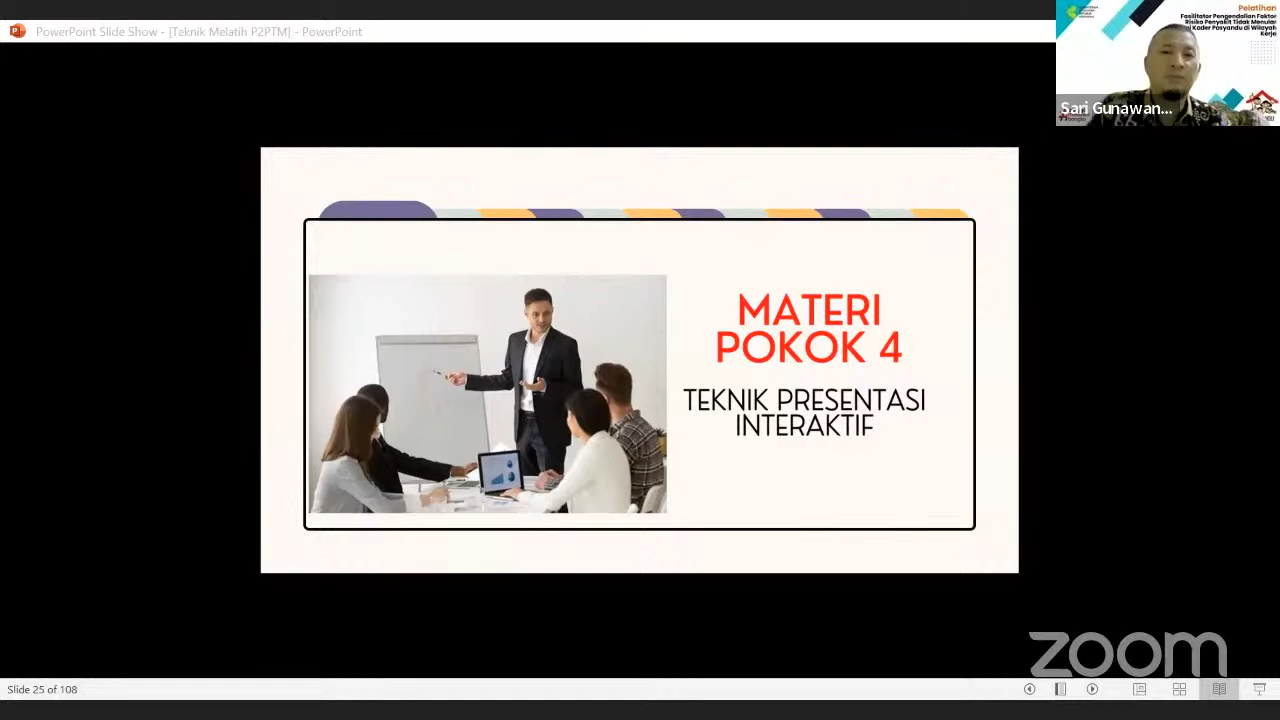 PowerPoint Slide Show - [Teknik Melatih P2PTM] - PowerPoint
Pelatihan
Fasilitator Pengendalian Faktor
Risiko Penyakit Tidak Menular
Kader Posyandu di Wilayah
Kerja
Sari Gunawan...
MATERI
POKOK 4
TEKNIK PRESENTASI
INTERAKTIF
zoom
Slide 25 of 108